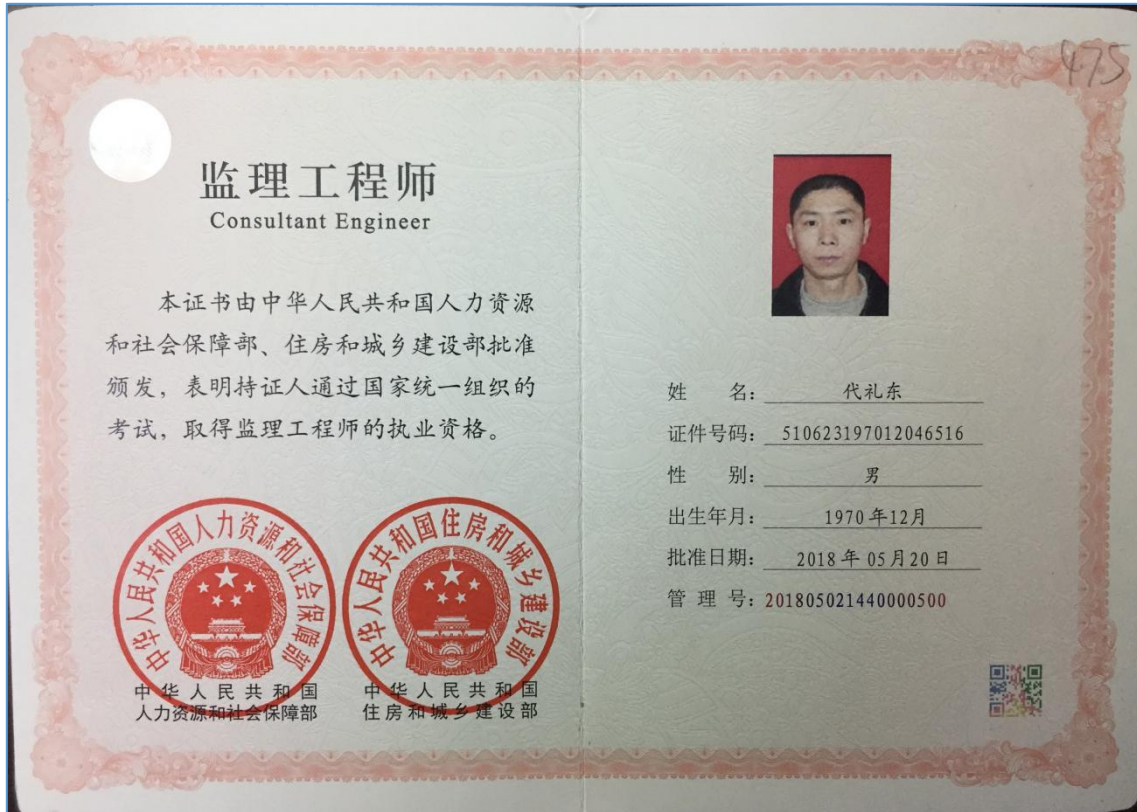 475
监理工程师
Consultant Engineer
本证书由中华人民共和国人力资源
和社会保障部、住房和城乡建设部批准
颁发，表明持证人通过国家统一组织的
考试，取得监理工程师的执业资格。
中华人民共和国人力资源和社会保障部
中华人民共和国住房和城乡建设部
中华人民共和国
人力资源和社会保障部
中华人民共和国
住房和城乡建设部
姓 名：代礼东
证件号码：510623197012046516
性 别：男
出生年月：1970年12月
批准日期：2018年05月20日
管 理 号：201805021440000500